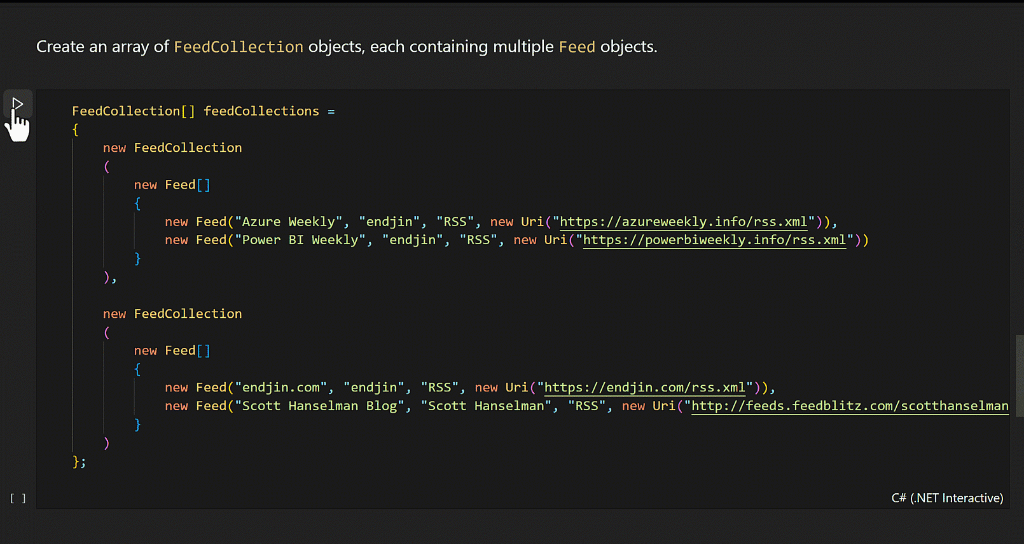 Create an array of FeedCollection objects, each containing multiple Feed objects.
FeedCollection[] feedCollections =
{
new FeedCollection
(
new Feed[]
{
new Feed("Azure Weekly", "endjin", "RSS", new Uri("https://azureweekly.info/rss.xml")),
new Feed("Power BI Weekly", "endjin", "RSS", new Uri("https://powerbiweekly.info/rss.xml"))
}
),
new FeedCollection
(
new Feed[]
{
new Feed("endjin.com", "endjin", "RSS", new Uri("https://endjin.com/rss.xml")),
new Feed("Scott Hanselman Blog", "Scott Hanselman", "RSS", new Uri("http://feeds.feedblitz.com/scotthanselman
}
)
};
[ ]
C# (.NET Interactive)